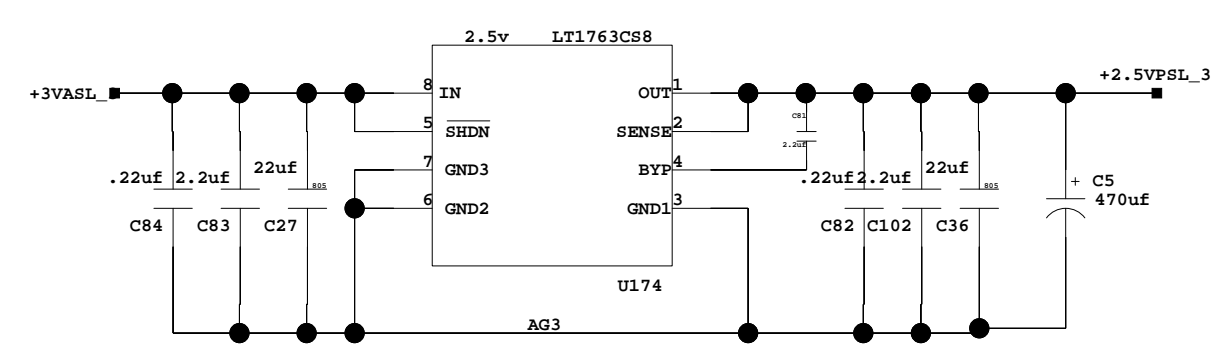 2.5v LT1763CS8
+3VASL_
8 IN OUT 1
+2.5VPSL_3
5 SHDN SENSE 2
C81
2.2uf
7 GND3 BYP 4
6 GND2 GND1 3
.22uf 2.2uf 22uf 805
C84 C83 C27
.22uf 2.2uf 22uf 805
C82 C102 C36
+ C5
470uf
U174
AG3